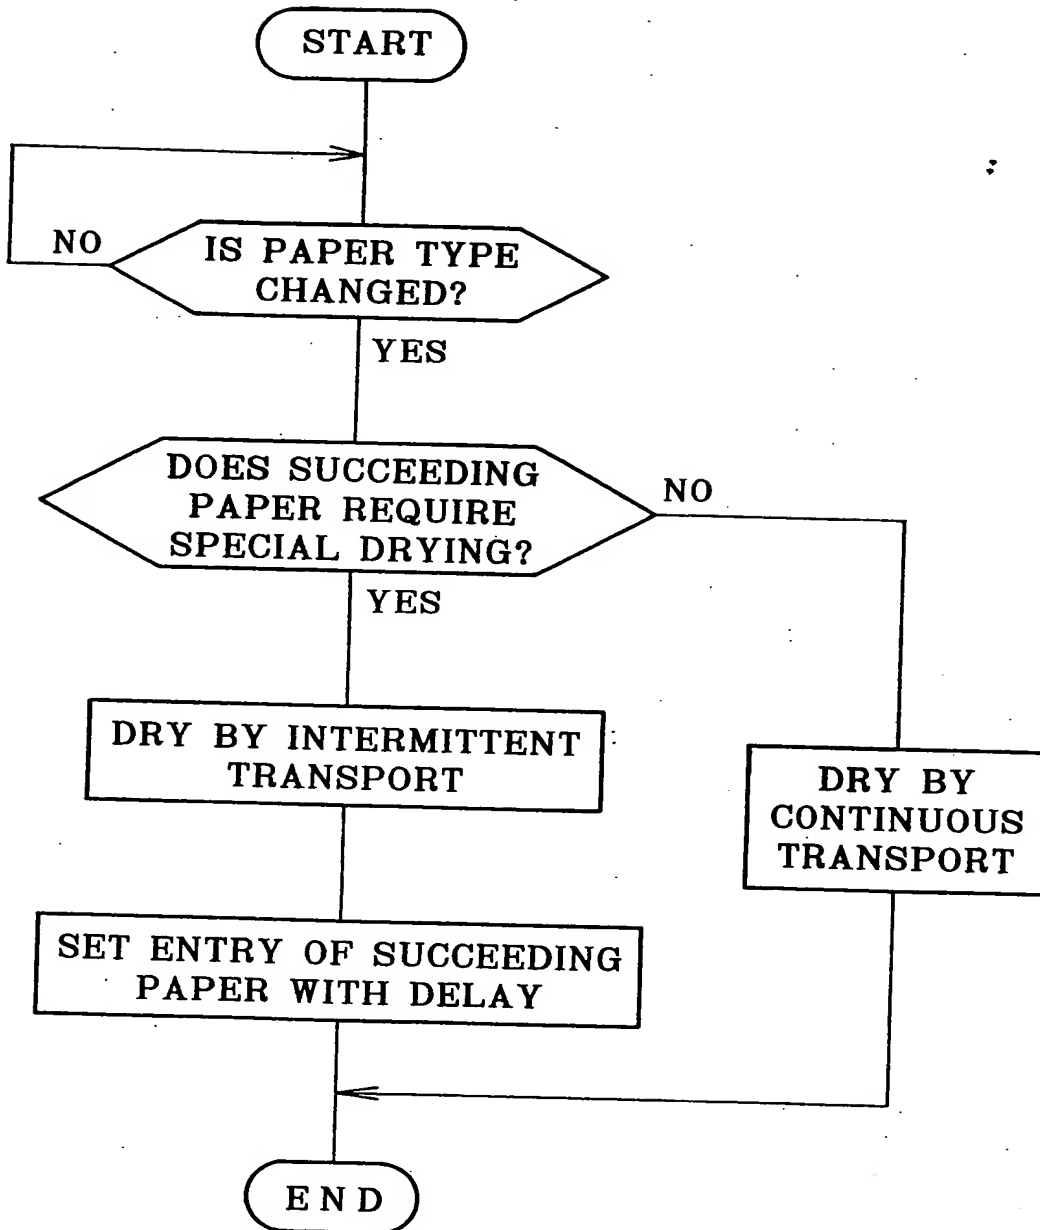 START
NO
IS PAPER TYPE
CHANGED?
YES
DOES SUCCEEDING
PAPER REQUIRE
SPECIAL DRYING?
NO
YES
DRY BY INTERMITTENT
TRANSPORT
DRY BY
CONTINUOUS
TRANSPORT
SET ENTRY OF SUCCEEDING
PAPER WITH DELAY
END